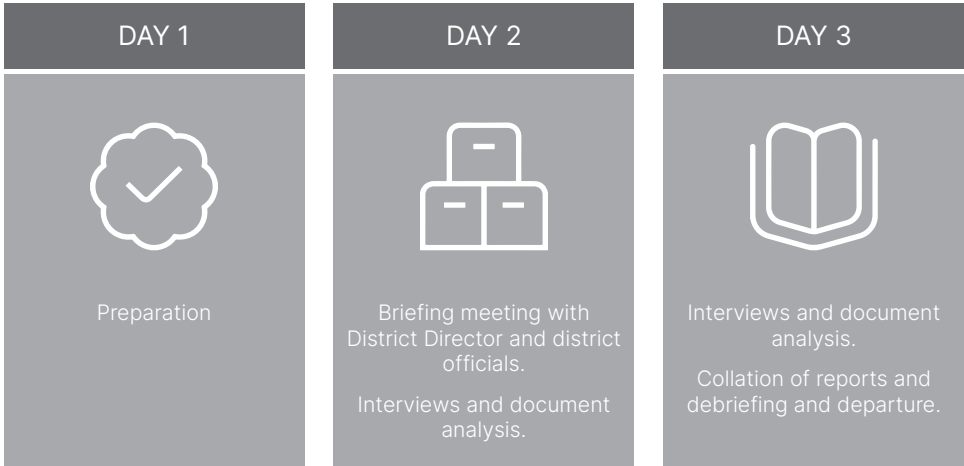 DAY 1
Preparation
DAY 2
Briefing meeting with
District Director and district
officials.
Interviews and document
analysis.
DAY 3
Interviews and document
analysis.
Collation of reports and
debriefing and departure.